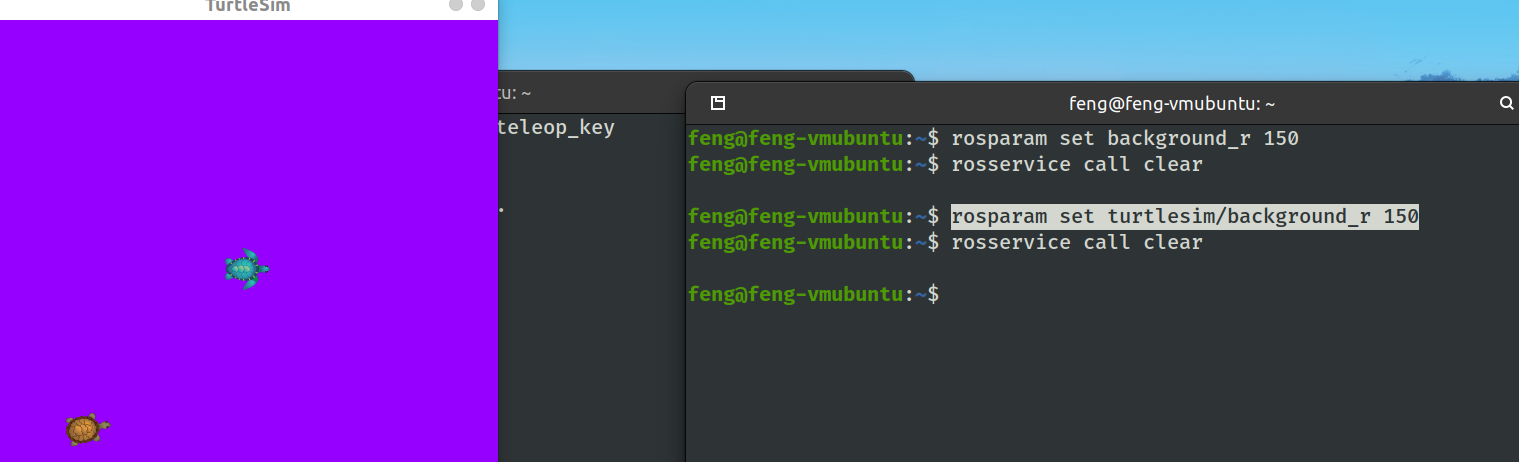 TurtleSim
tu: ~
teleop_key
.
feng@feng-vmubuntu: ~
feng@feng-vmubuntu:~$ rosparam set background_r 150
feng@feng-vmubuntu:~$ rosservice call clear
feng@feng-vmubuntu:~$ rosparam set turtlesim/background_r 150
feng@feng-vmubuntu:~$ rosservice call clear
feng@feng-vmubuntu:~$